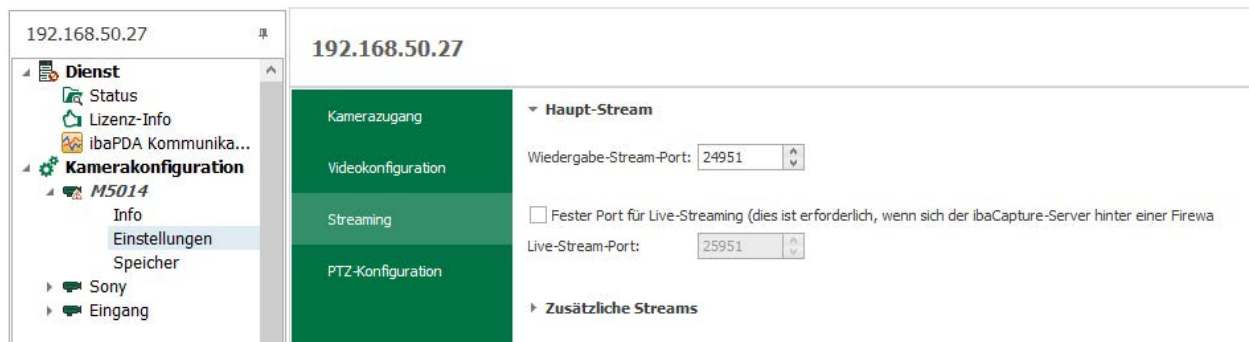 192.168.50.27
Dienst
Status
Lizenz-Info
ibaPDA Kommunika...
Kamerakonfiguration
M5014
Info
Einstellungen
Speicher
Sony
Eingang
192.168.50.27
Kamerazugang
Videokonfiguration
Streaming
PTZ-Konfiguration
Haupt-Stream
Wiedergabe-Stream-Port: 24951
Fester Port für Live-Streaming (dies ist erforderlich, wenn sich der ibaCapture-Server hinter einer Firewa
Live-Stream-Port: 25951
Zusätzliche Streams